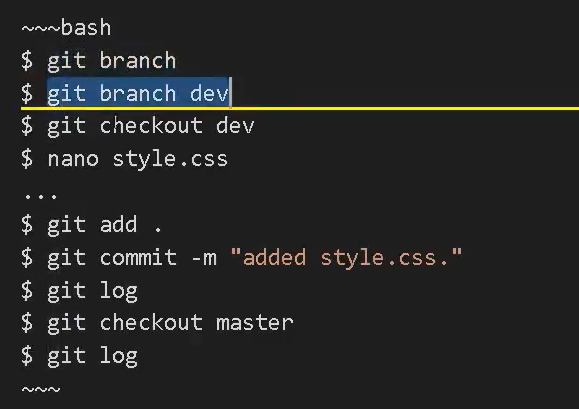 ~~~bash
$ git branch
$ git branch dev
$ git checkout dev
$ nano style.css
...
$ git add .
$ git commit -m "added style.css."
$ git log
$ git checkout master
$ git log
~~~